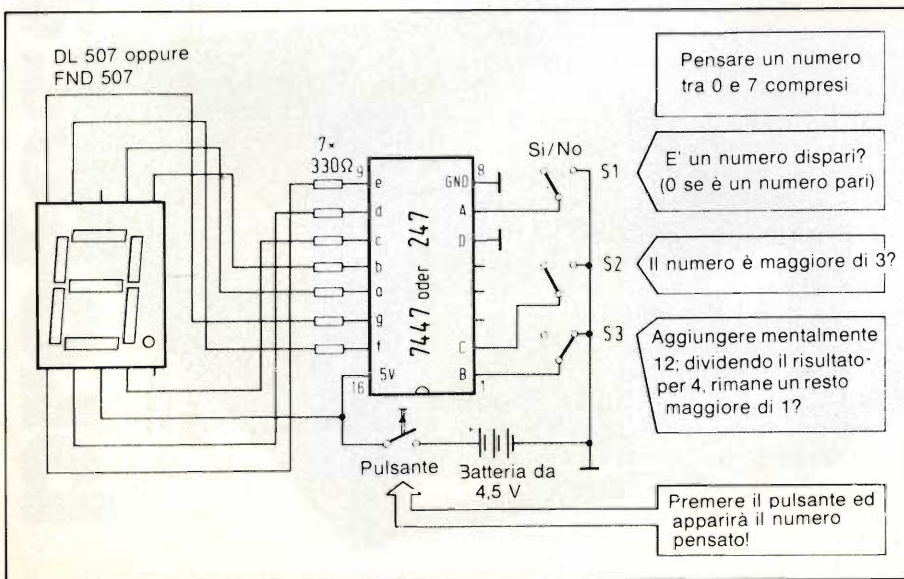 DL 507 oppure
FND 507
7×
330Ω
9
e
d
c
b
a
g
f
5V
16
7447 oder 247
8
GND
A
D
C
B
1
Si/No
S1
S2
S3
Pulsante
+
Batteria da
4,5 V
Pensare un numero
tra 0 e 7 compresi
E' un numero dispari?
(0 se è un numero pari)
Il numero è maggiore di 3?
Aggiungere mentalmente
12; dividendo il risultato-
per 4, rimane un resto
maggiore di 1?
Premere il pulsante ed
apparirà il numero
pensato!